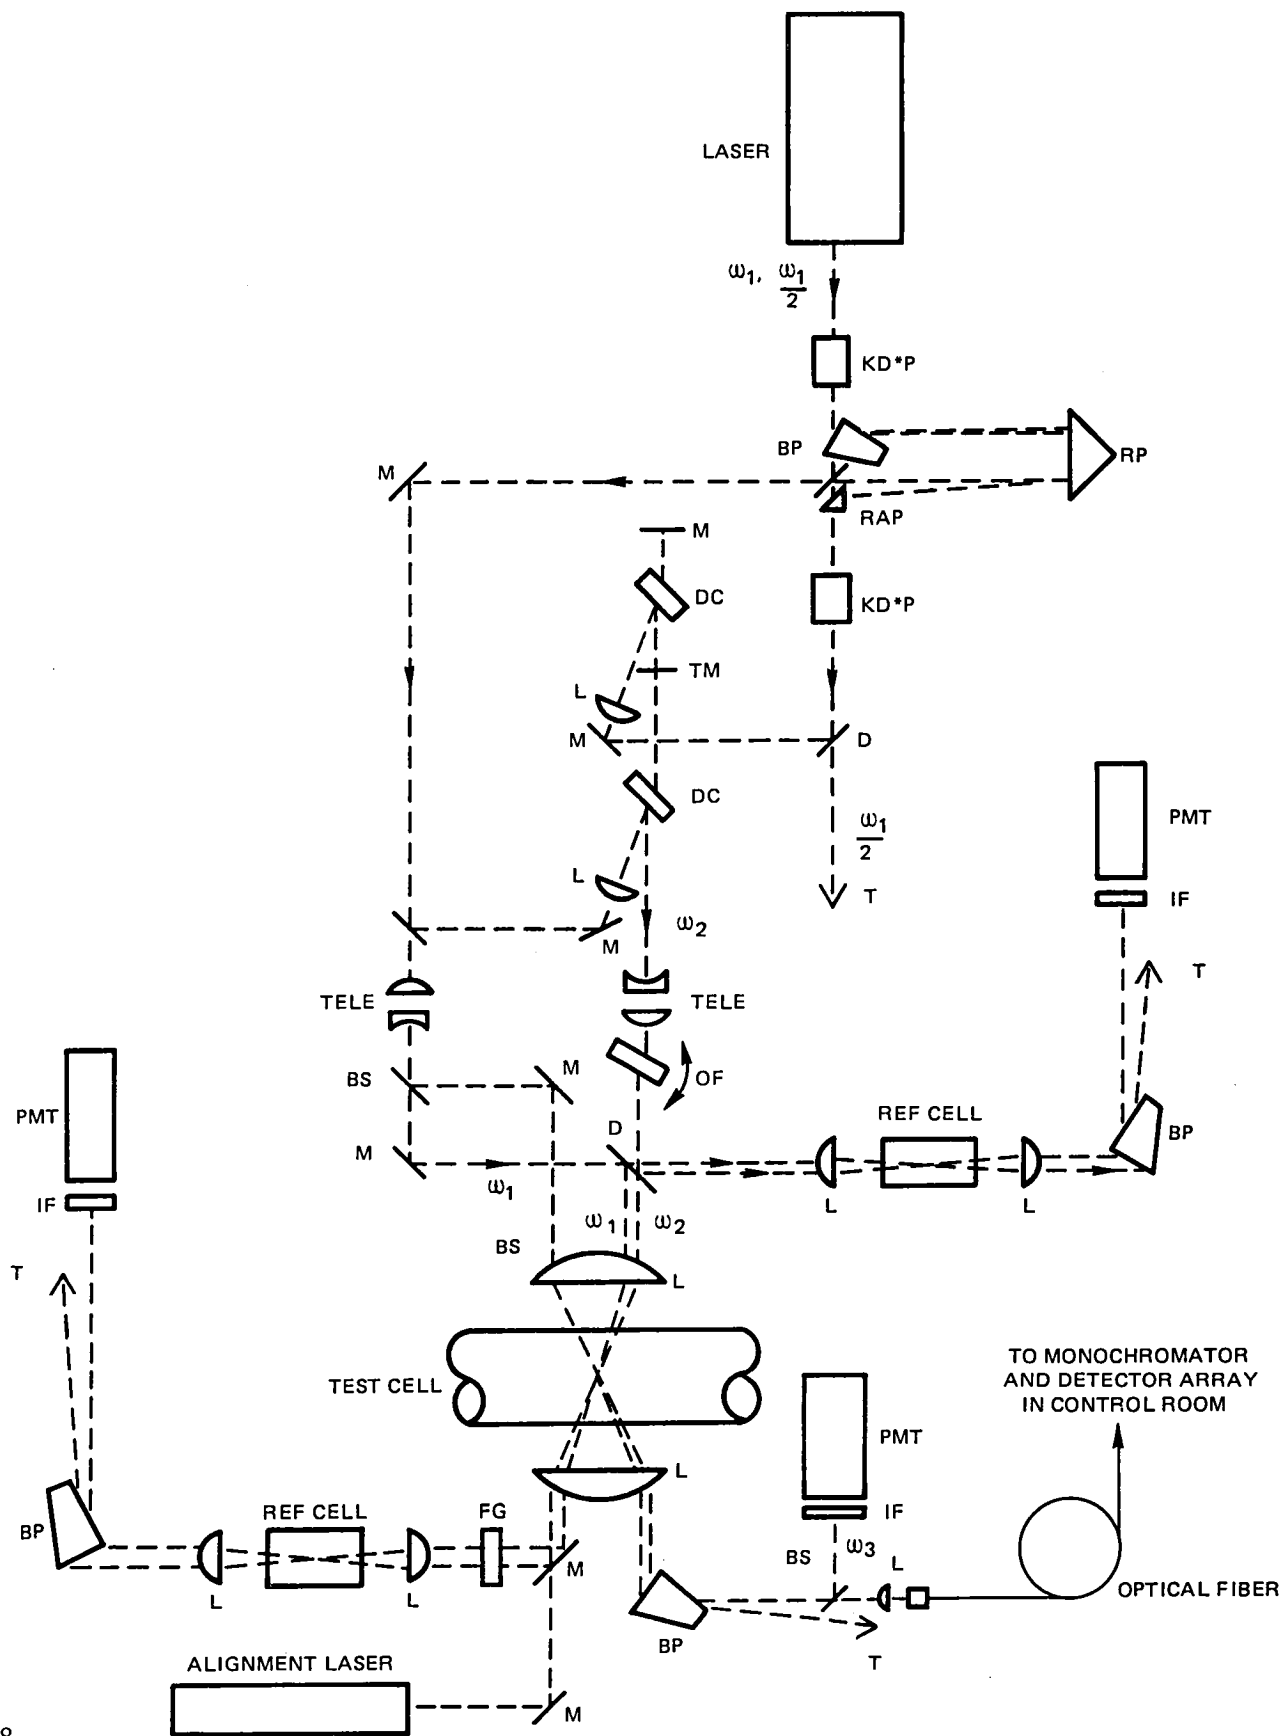 LASER
ω₁, ω₁/2
KD*P
BP
RP
M
RAP
M
DC
KD*P
TM
L
M
D
DC
PMT
ω₁/2
L
T
IF
ω₂
M
T
TELE
TELE
M
BS
OF
PMT
REF CELL
D
BP
M
ω₁
IF
L
L
ω₁
ω₂
BS
T
L
TO MONOCHROMATOR
AND DETECTOR ARRAY
IN CONTROL ROOM
TEST CELL
PMT
L
REF CELL
FG
IF
BP
BS
ω₃
L
M
OPTICAL FIBER
L
L
BP
T
ALIGNMENT LASER
M